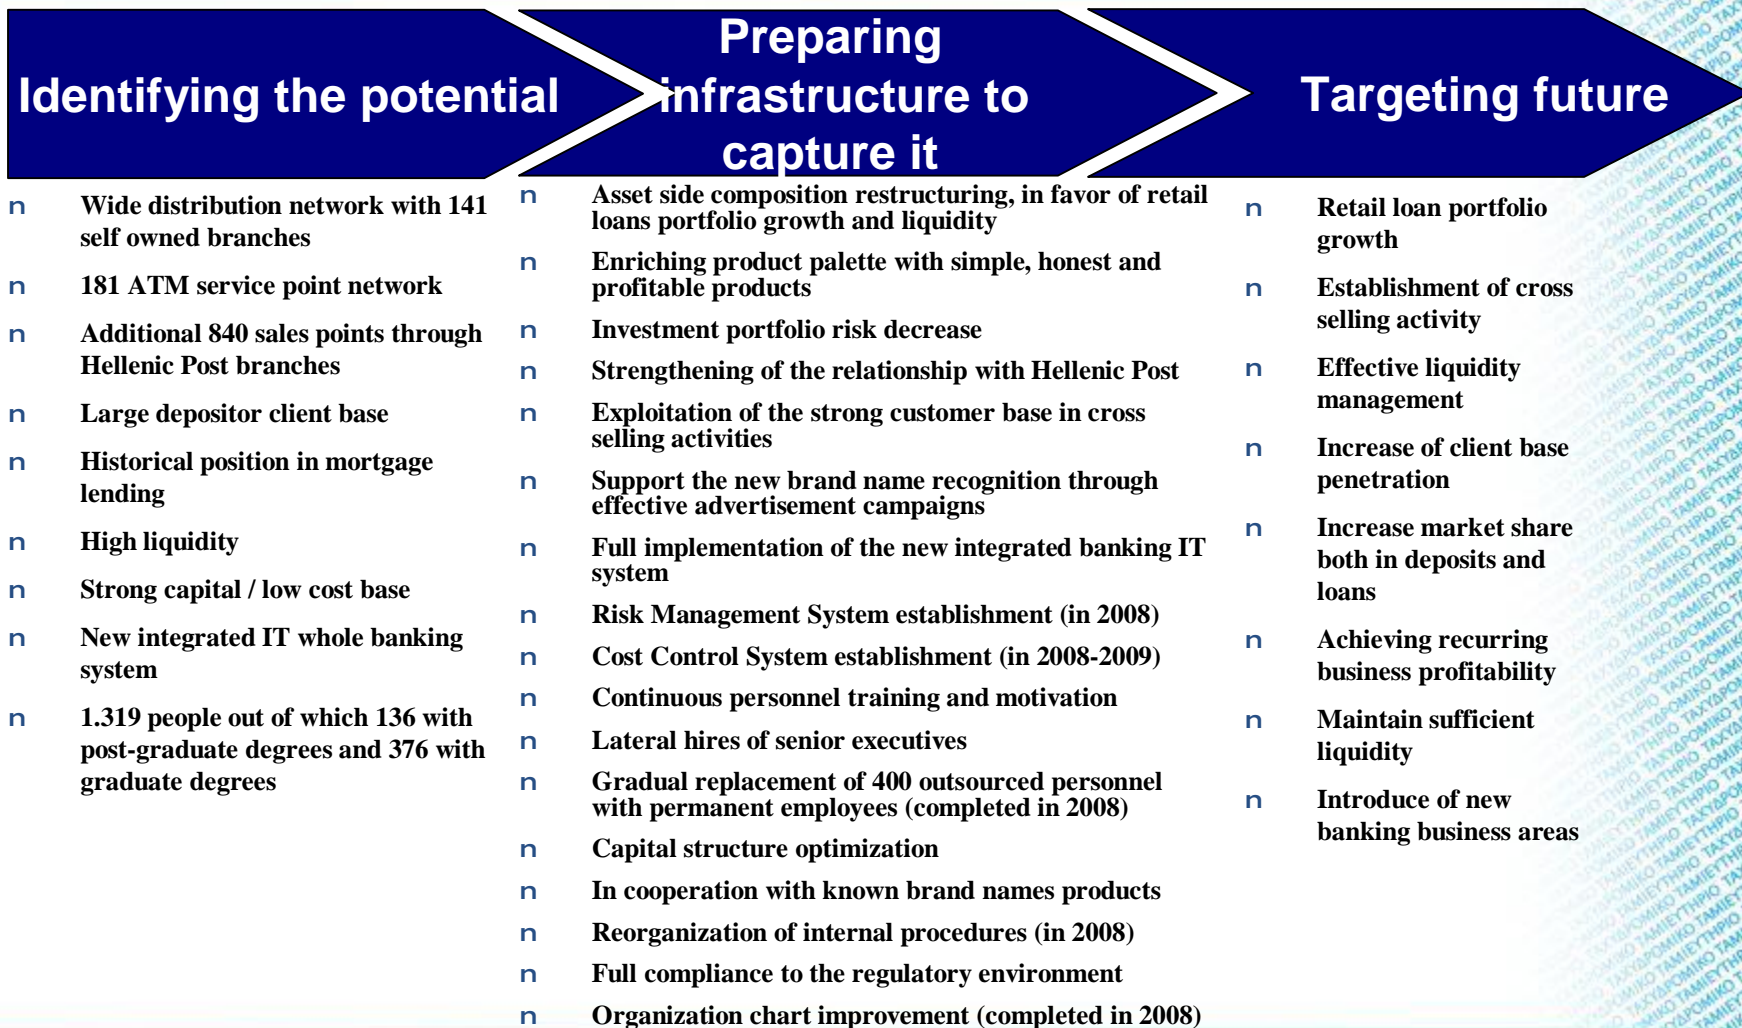 Identifying the potential
Preparing
infrastructure to
capture it
Targeting future
n Wide distribution network with 141
self owned branches
n 181 ATM service point network
n Additional 840 sales points through
Hellenic Post branches
n Large depositor client base
n Historical position in mortgage
lending
n High liquidity
n Strong capital / low cost base
n New integrated IT whole banking
system
n 1.319 people out of which 136 with
post-graduate degrees and 376 with
graduate degrees
n Asset side composition restructuring, in favor of retail
loans portfolio growth and liquidity
n Enriching product palette with simple, honest and
profitable products
n Investment portfolio risk decrease
n Strengthening of the relationship with Hellenic Post
n Exploitation of the strong customer base in cross
selling activities
n Support the new brand name recognition through
effective advertisement campaigns
n Full implementation of the new integrated banking IT
system
n Risk Management System establishment (in 2008)
n Cost Control System establishment (in 2008-2009)
n Continuous personnel training and motivation
n Lateral hires of senior executives
n Gradual replacement of 400 outsourced personnel
with permanent employees (completed in 2008)
n Capital structure optimization
n In cooperation with known brand names products
n Reorganization of internal procedures (in 2008)
n Full compliance to the regulatory environment
n Organization chart improvement (completed in 2008)
n Retail loan portfolio
growth
n Establishment of cross
selling activity
n Effective liquidity
management
n Increase of client base
penetration
n Increase market share
both in deposits and
loans
n Achieving recurring
business profitability
n Maintain sufficient
liquidity
n Introduce of new
banking business areas